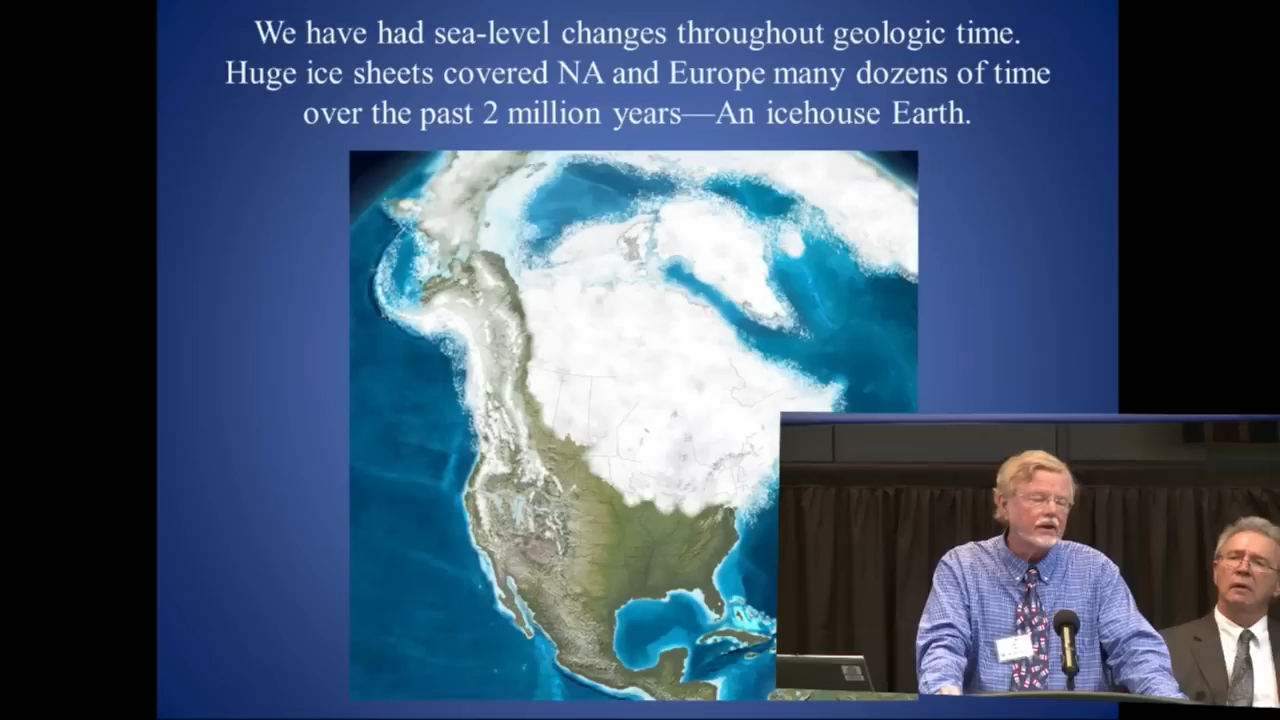 We have had sea-level changes throughout geologic time.
Huge ice sheets covered NA and Europe many dozens of time
over the past 2 million years—An icehouse Earth.